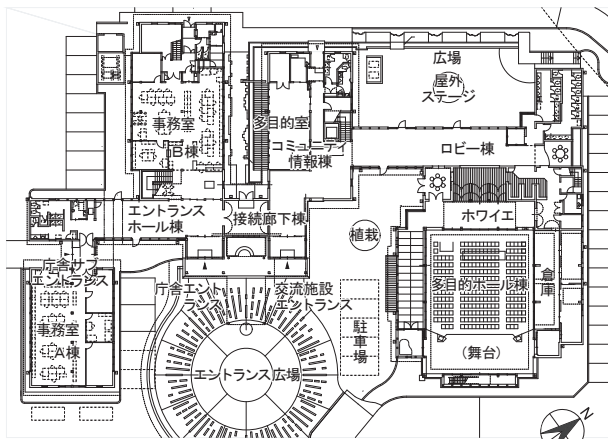 広場
屋外
ステージ
事務室
B棟
多目的室
コミュニティ
情報棟
ロビー棟
エントランス
ホール棟
接続廊下棟
植栽
ホワイエ
庁舎サブ
エントランス
庁舎エント
ランス
交流施設
エントランス
多目的ホール棟
倉庫
事務室
A棟
駐車場
(舞台)
エントランス広場
N